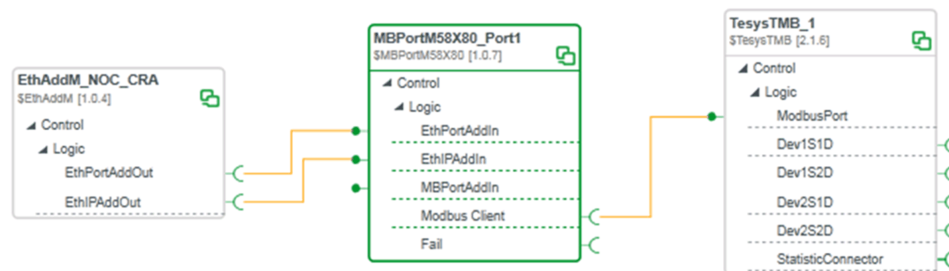 EthAddM_NOC_CRA
$EthAddM [1.0.4]
Control
Logic
EthPortAddOut
EthIPAddOut
MBPortM58X80_Port1
$MBPortM58X80 [1.0.7]
Control
Logic
EthPortAddIn
EthIPAddIn
MBPortAddIn
Modbus Client
Fail
TesysTMB_1
$TesysTMB [2.1.6]
Control
Logic
ModbusPort
Dev1S1D
Dev1S2D
Dev2S1D
Dev2S2D
StatisticConnector